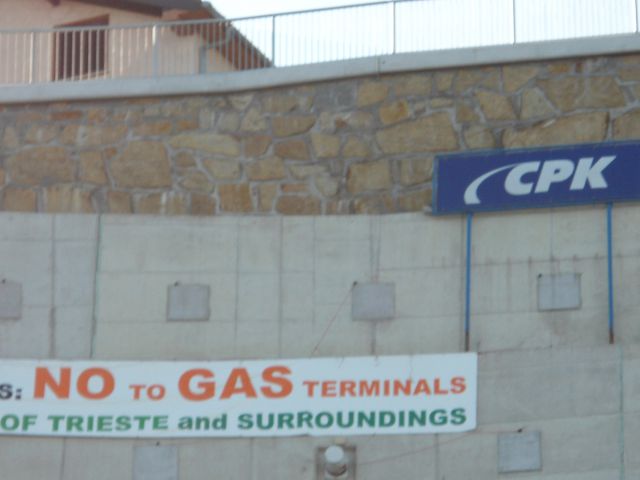 CPK
S: NO TO GAS TERMINALS
OF TRIESTE and SURROUNDINGS